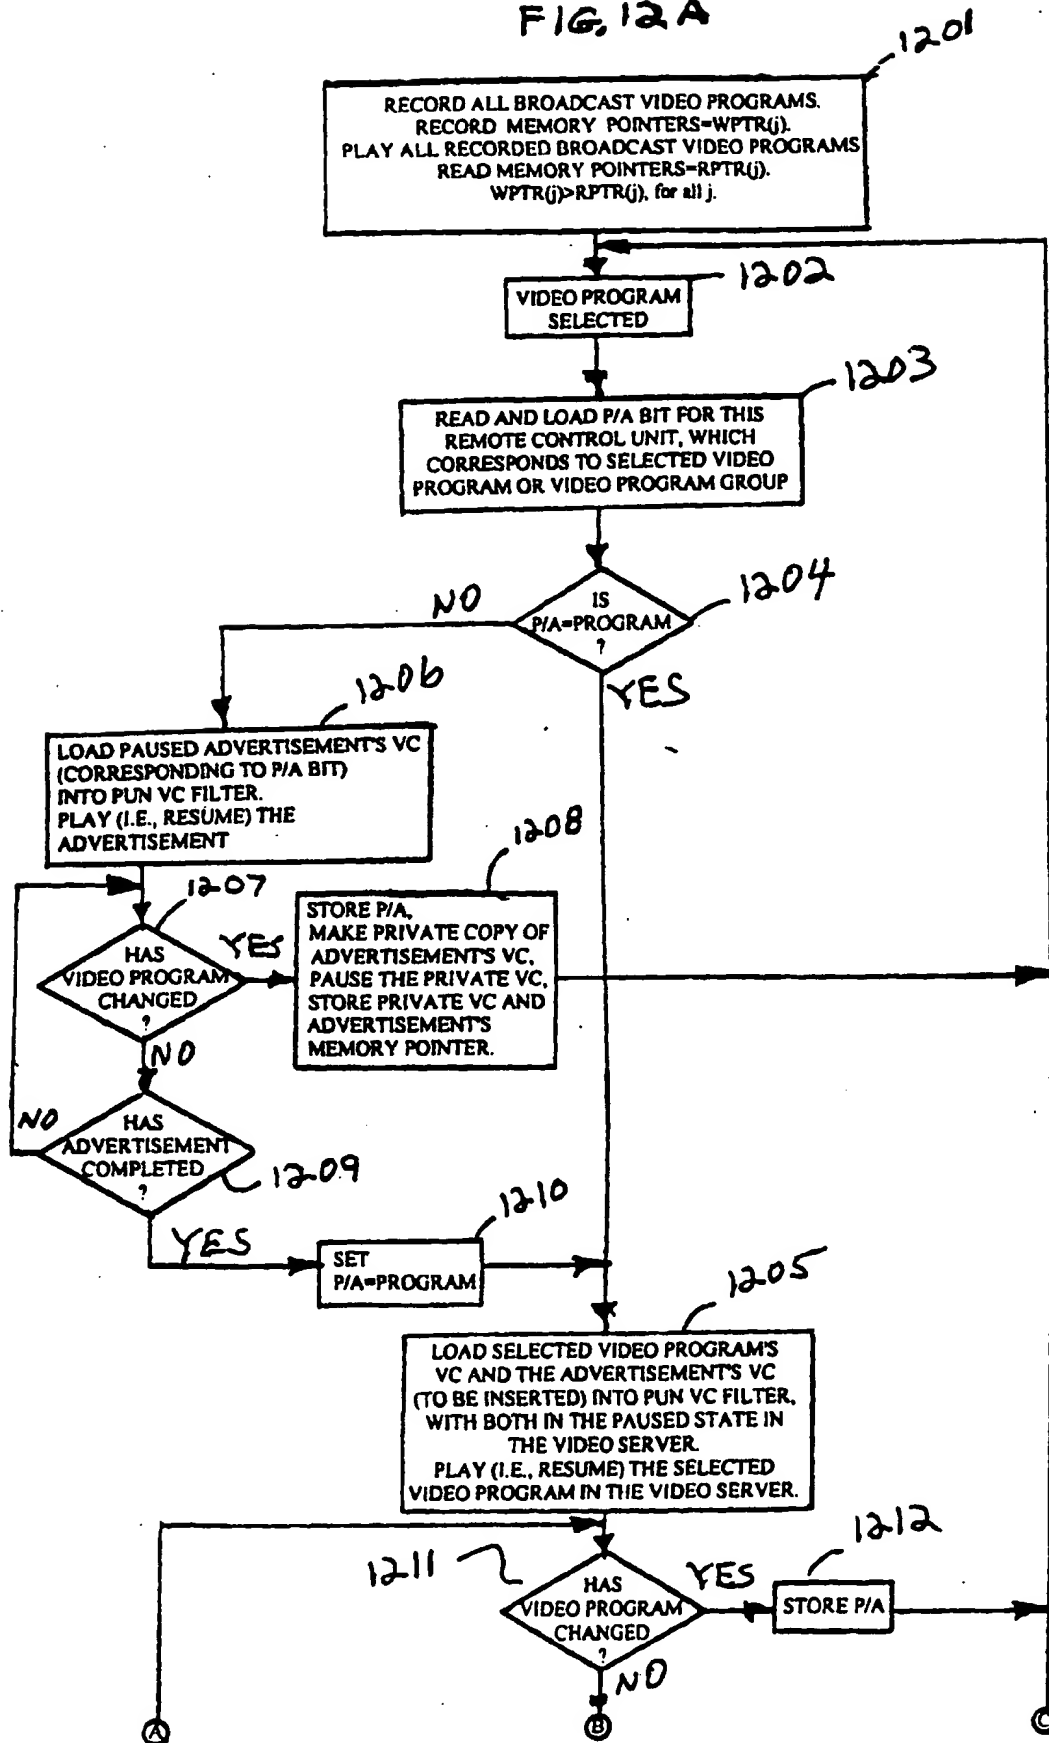 FIG. 12A
1201
RECORD ALL BROADCAST VIDEO PROGRAMS.
RECORD MEMORY POINTERS=WPTR(j).
PLAY ALL RECORDED BROADCAST VIDEO PROGRAMS
READ MEMORY POINTERS=RPTR(j).
WPTR(j)>RPTR(j), for all j.
1202
VIDEO PROGRAM
SELECTED
1203
READ AND LOAD P/A BIT FOR THIS
REMOTE CONTROL UNIT, WHICH
CORRESPONDS TO SELECTED VIDEO
PROGRAM OR VIDEO PROGRAM GROUP
1204
IS
P/A=PROGRAM
?
NO
YES
1206
LOAD PAUSED ADVERTISEMENT'S VC
(CORRESPONDING TO P/A BIT)
INTO PUN VC FILTER.
PLAY (I.E., RESUME) THE
ADVERTISEMENT
1207
HAS
VIDEO PROGRAM
CHANGED
?
YES
NO
1208
STORE P/A,
MAKE PRIVATE COPY OF
ADVERTISEMENT'S VC,
PAUSE THE PRIVATE VC,
STORE PRIVATE VC AND
ADVERTISEMENT'S
MEMORY POINTER.
NO
HAS
ADVERTISEMENT
COMPLETED
?
1209
YES
1210
SET
P/A=PROGRAM
1205
LOAD SELECTED VIDEO PROGRAM'S
VC AND THE ADVERTISEMENT'S VC
(TO BE INSERTED) INTO PUN VC FILTER,
WITH BOTH IN THE PAUSED STATE IN
THE VIDEO SERVER.
PLAY (I.E., RESUME) THE SELECTED
VIDEO PROGRAM IN THE VIDEO SERVER.
1211
HAS
VIDEO PROGRAM
CHANGED
?
YES
1212
STORE P/A
NO
A
B
C